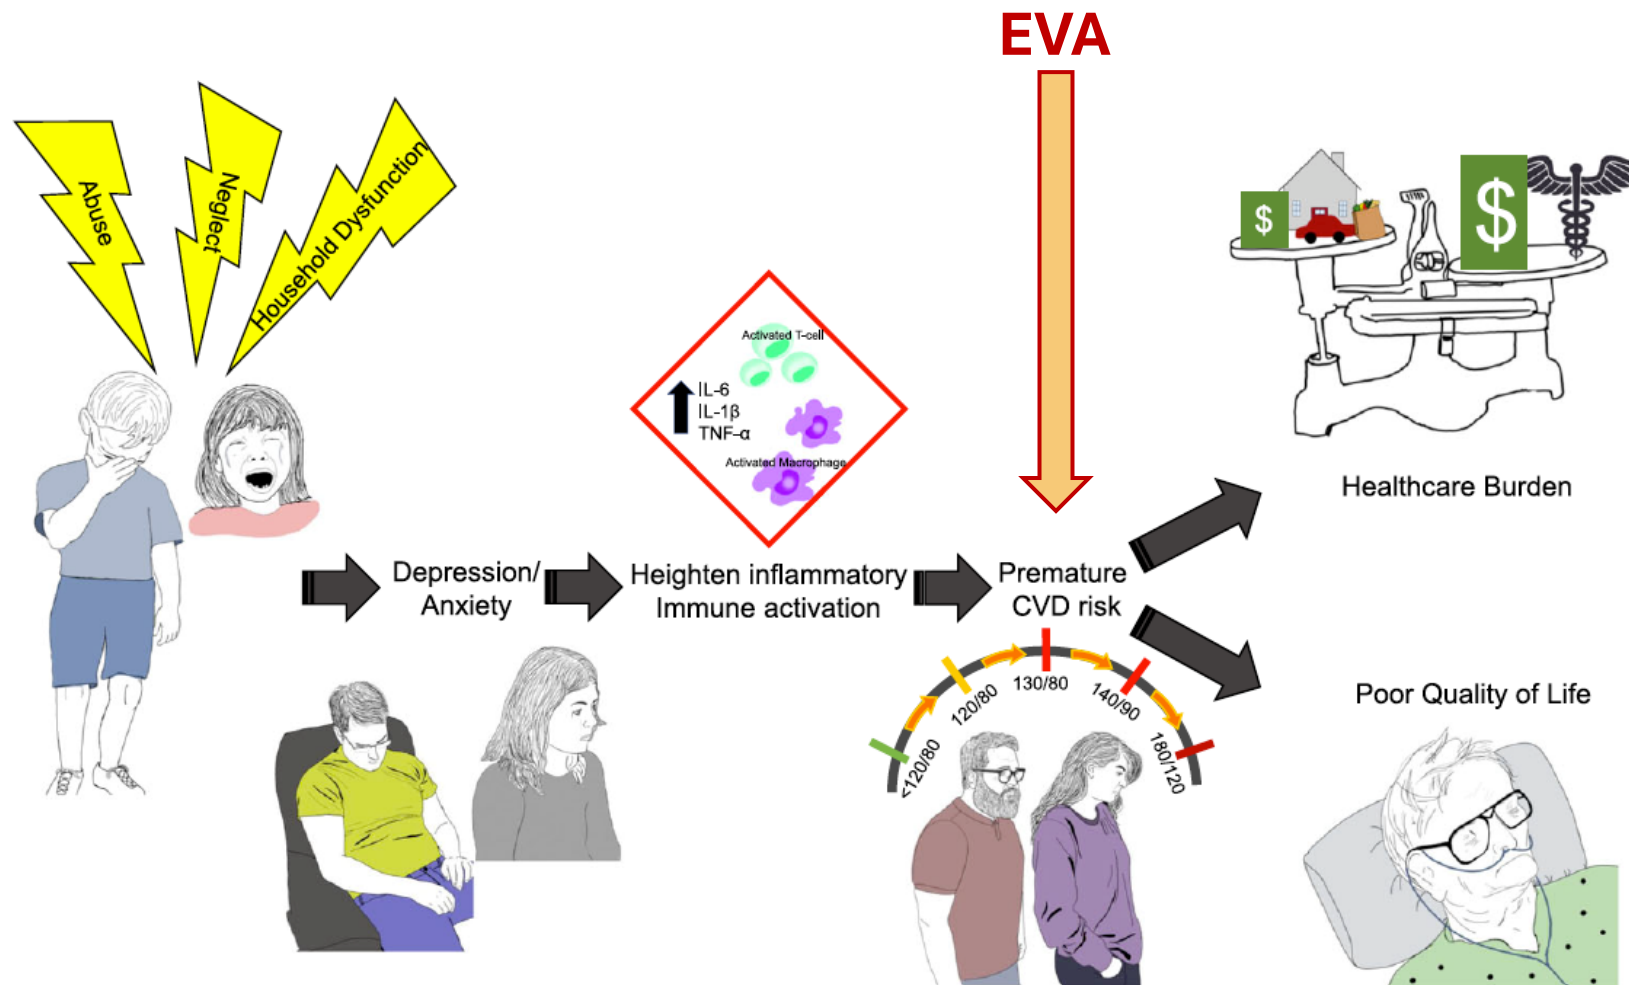 EVA
Abuse
Neglect
Household Dysfunction
$
$
Activated T-cell
IL-6
IL-1β
TNF-α
Activated Macrophage
Healthcare Burden
Depression/
Anxiety
Heighten inflammatory
Immune activation
Premature
CVD risk
<120/80
120/80
130/80
140/90
180/120
Poor Quality of Life